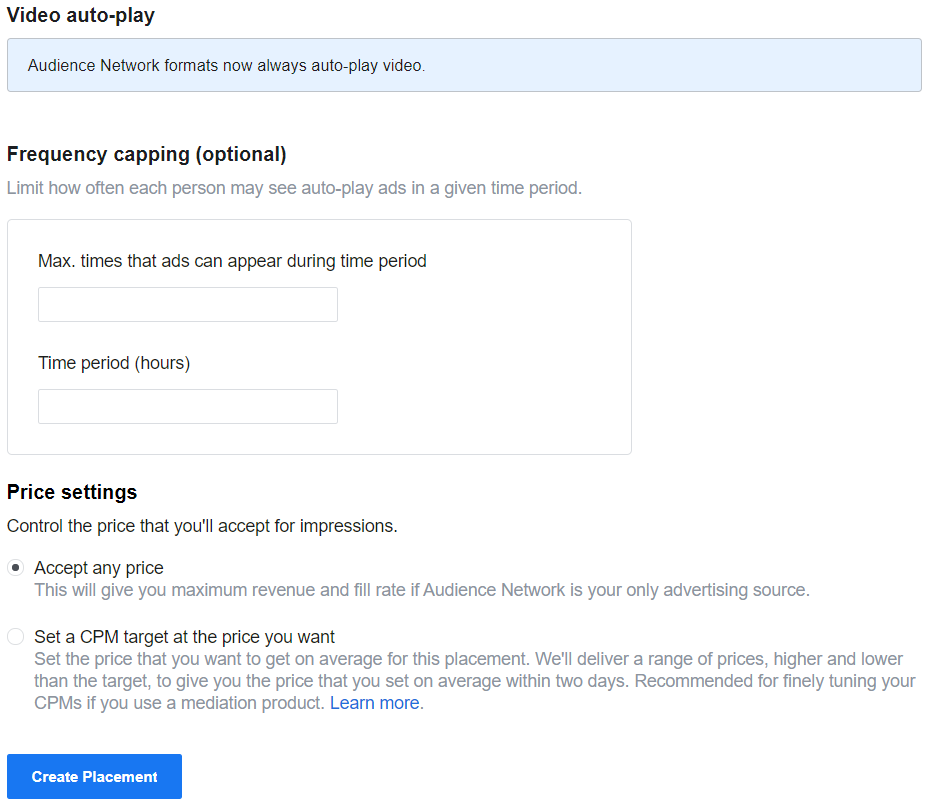 Video auto-play
Audience Network formats now always auto-play video.
Frequency capping (optional)
Limit how often each person may see auto-play ads in a given time period.
Max. times that ads can appear during time period
Time period (hours)
Price settings
Control the price that you'll accept for impressions.
Accept any price
This will give you maximum revenue and fill rate if Audience Network is your only advertising source.
Set a CPM target at the price you want
Set the price that you want to get on average for this placement. We'll deliver a range of prices, higher and lower
than the target, to give you the price that you set on average within two days. Recommended for finely tuning your
CPMs if you use a mediation product. Learn more.
Create Placement